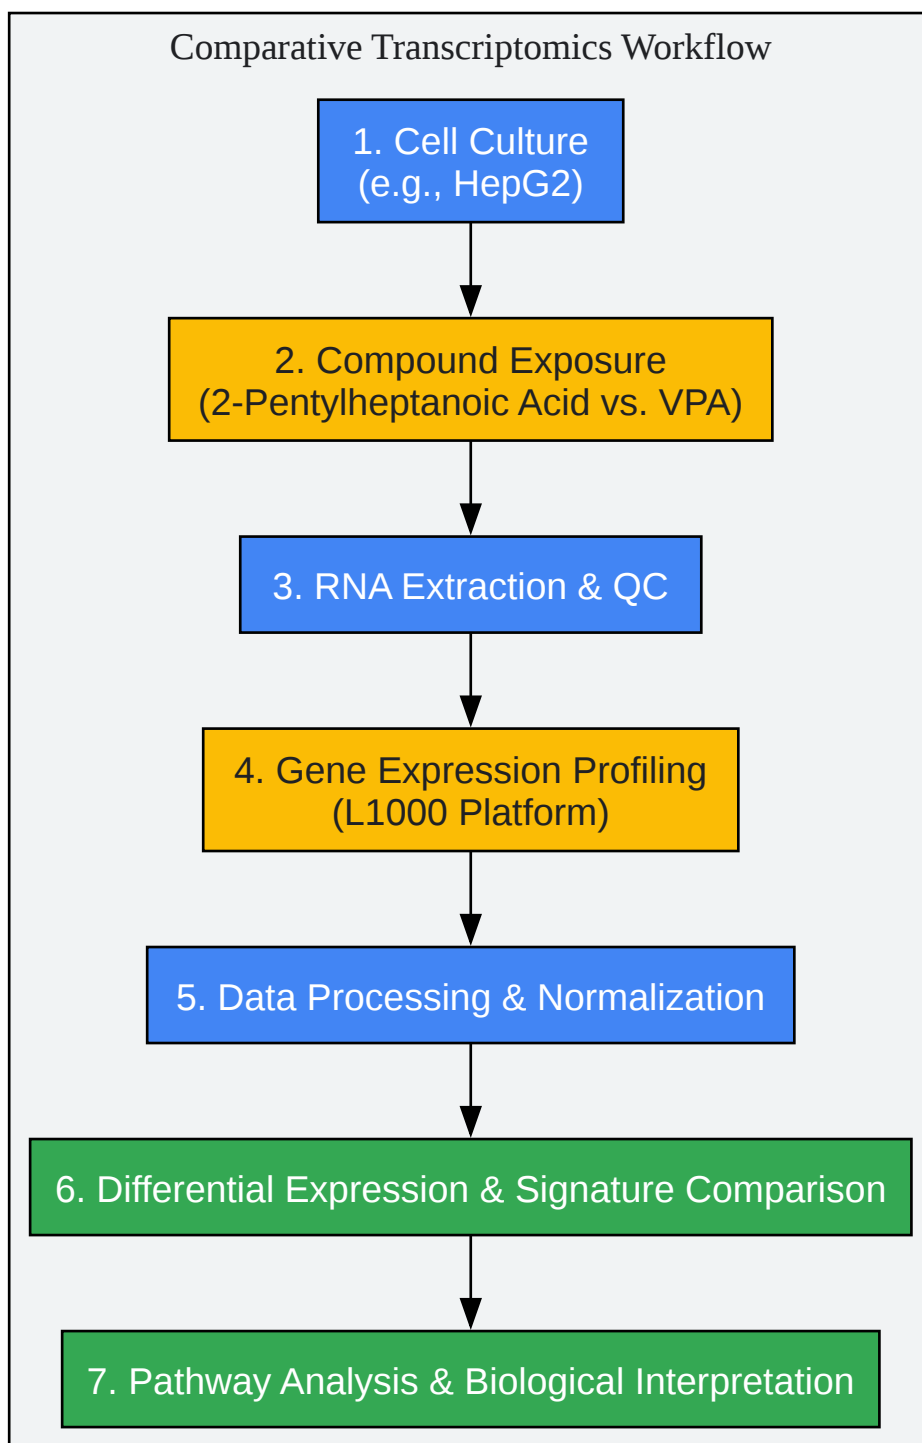 Comparative Transcriptomics Workflow
1. Cell Culture
(e.g., HepG2)
2. Compound Exposure
(2-Pentylheptanoic Acid vs. VPA)
3. RNA Extraction & QC
4. Gene Expression Profiling
(L1000 Platform)
5. Data Processing & Normalization
6. Differential Expression & Signature Comparison
7. Pathway Analysis & Biological Interpretation